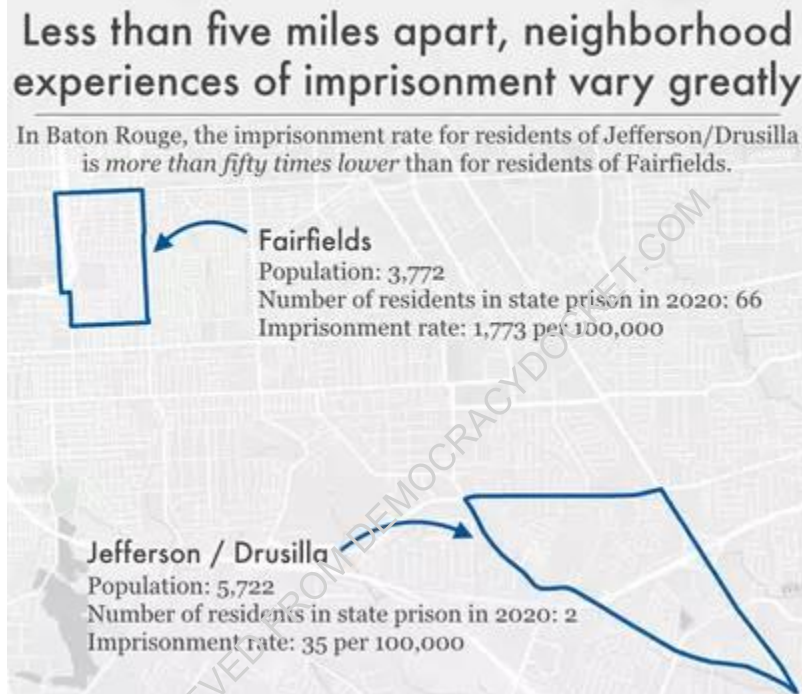 Less than five miles apart, neighborhood
experiences of imprisonment vary greatly
In Baton Rouge, the imprisonment rate for residents of Jefferson/Drusilla
is more than fifty times lower than for residents of Fairfields.
Fairfields
Population: 3,772
Number of residents in state prison in 2020: 66
Imprisonment rate: 1,773 per 100,000
Jefferson / Drusilla
Population: 5,722
Number of residents in state prison in 2020: 2
Imprisonment rate: 35 per 100,000
FROM DEMOCRACYDOCKET.COM